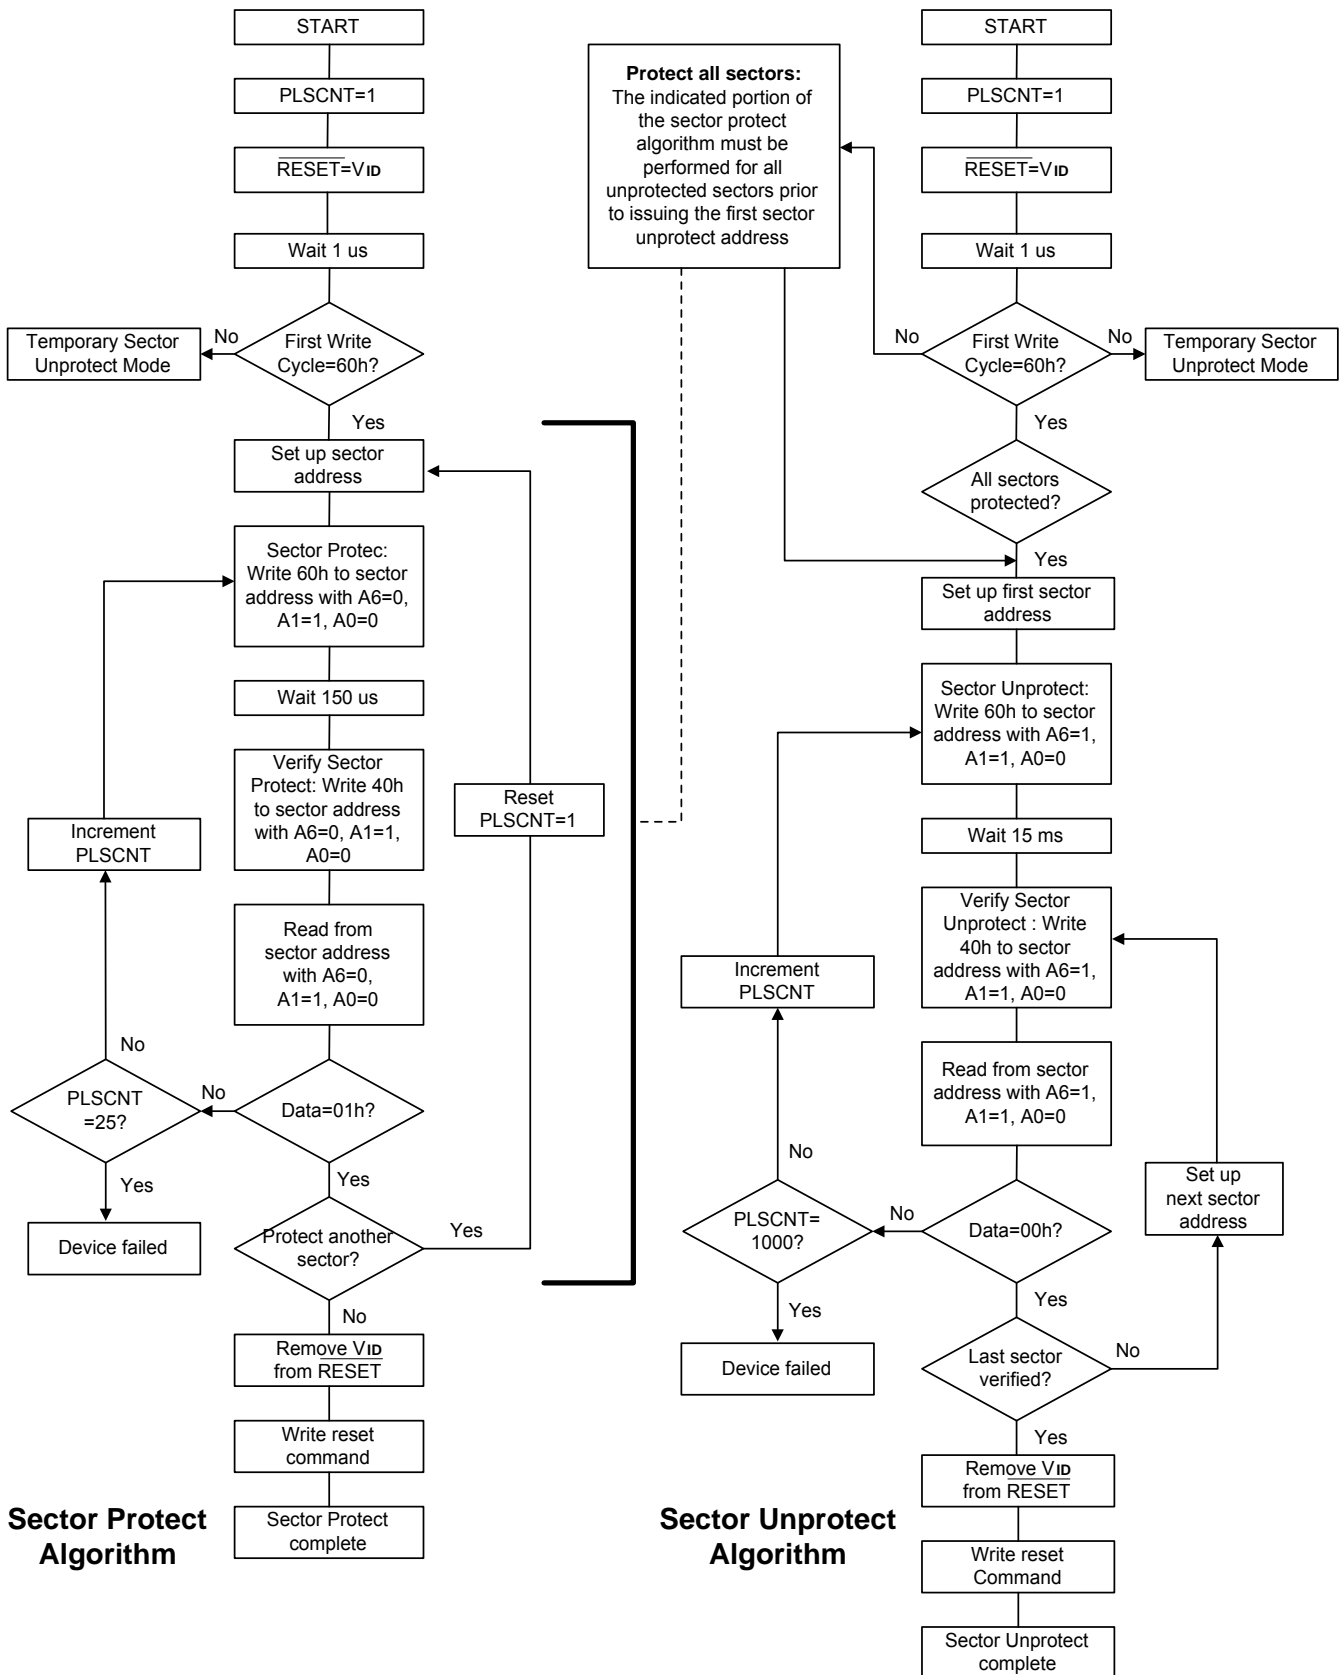 START
PLSCNT=1
RESET=VID
Wait 1 us
First Write
Cycle=60h?
No
Temporary Sector
Unprotect Mode
Yes
Set up sector
address
Sector Protec:
Write 60h to sector
address with A6=0,
A1=1, A0=0
Wait 150 us
Verify Sector
Protect: Write 40h
to sector address
with A6=0, A1=1,
A0=0
Reset
PLSCNT=1
Increment
PLSCNT
Read from
sector address
with A6=0,
A1=1, A0=0
No
PLSCNT
=25?
No
Data=01h?
Yes
Yes
Device failed
Protect another
sector?
Yes
No
Remove VID
from RESET
Write reset
command
Sector Protect
complete
Sector Protect
Algorithm
Protect all sectors:
The indicated portion of
the sector protect
algorithm must be
performed for all
unprotected sectors prior
to issuing the first sector
unprotect address
START
PLSCNT=1
RESET=VID
Wait 1 us
No
First Write
Cycle=60h?
No
Temporary Sector
Unprotect Mode
Yes
All sectors
protected?
Yes
Set up first sector
address
Sector Unprotect:
Write 60h to sector
address with A6=1,
A1=1, A0=0
Wait 15 ms
Verify Sector
Unprotect : Write
40h to sector
address with A6=1,
A1=1, A0=0
Increment
PLSCNT
Read from sector
address with A6=1,
A1=1, A0=0
No
PLSCNT=
1000?
No
Data=00h?
Set up
next sector
address
Yes
Yes
Device failed
Last sector
verified?
No
Yes
Remove VID
from RESET
Write reset
Command
Sector Unprotect
complete
Sector Unprotect
Algorithm